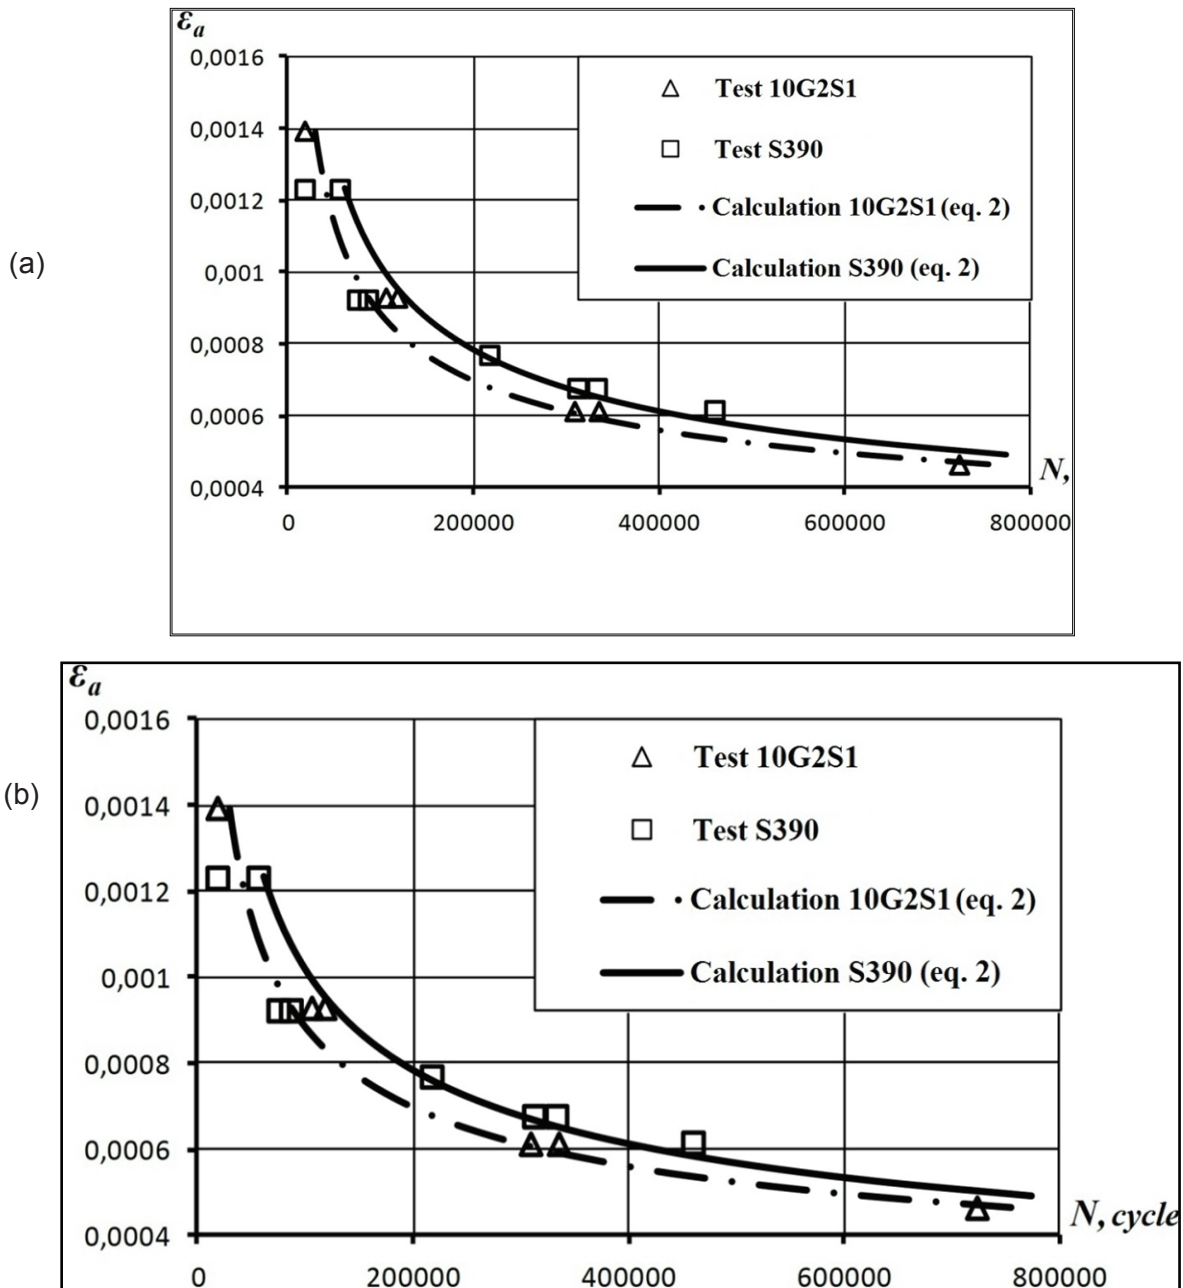 εa
0,0016
Test 10G2S1
0,0014
Test S390
0,0012
Calculation 10G2S1 (eq. 2)
(a)
0,001
Calculation S390 (eq. 2)
0,0008
0,0006
0,0004
N,
0 200000 400000 600000 800000
εa
0,0016
Test 10G2S1
(b)
0,0014
Test S390
0,0012
Calculation 10G2S1 (eq. 2)
0,001
Calculation S390 (eq. 2)
0,0008
0,0006
N, cycle
0,0004
0 200000 400000 600000 800000